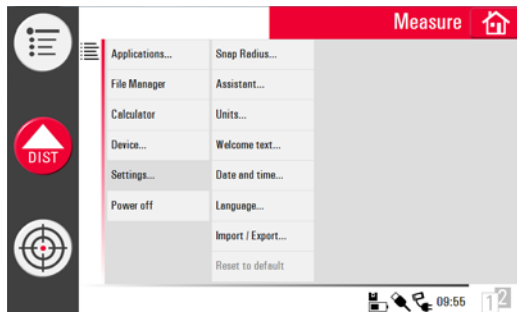 Measure
Applications...
File Manager
Calculator
Device...
Settings...
Power off
Snap Radius...
Assistant...
Units...
Welcome text...
Date and time...
Language...
Import / Export...
Reset to default
DIST
09:55
12